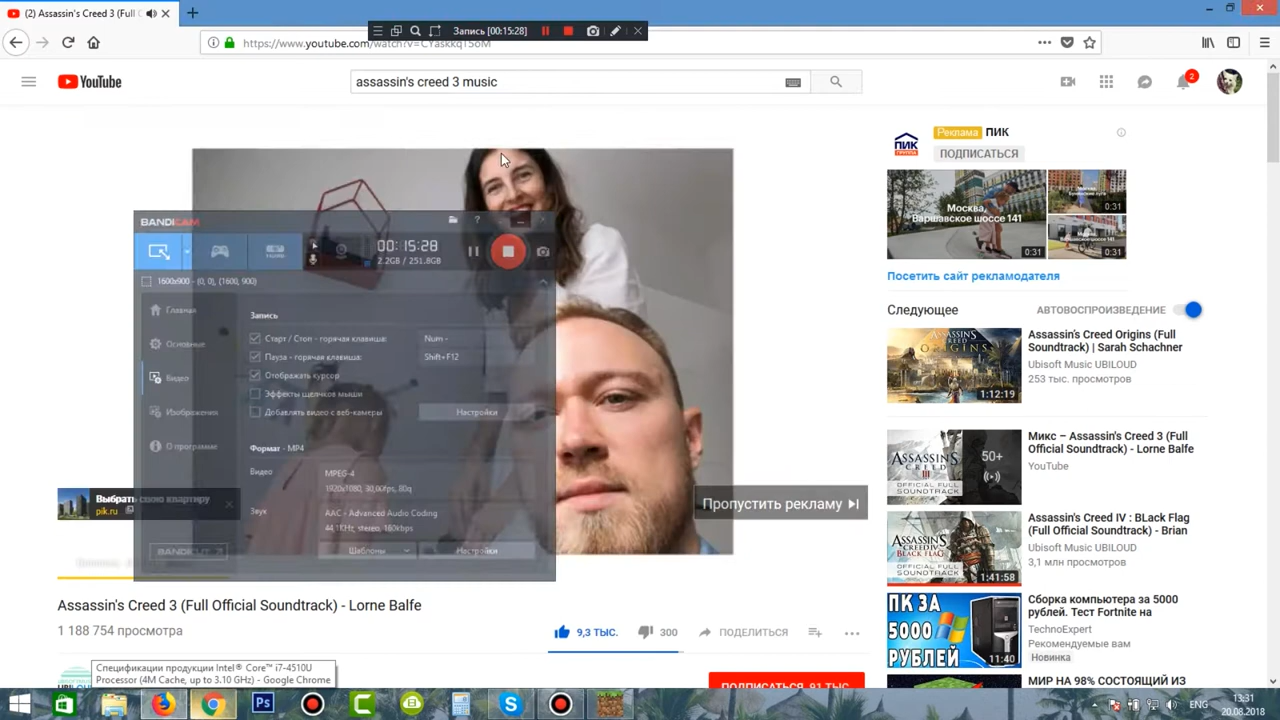 (2) Assassin's Creed 3 (Full (
Запись [00:15:28]
https://www.youtube.com/watch?v=CYaskkqT5oM
YouTube
assassin's creed 3 music
2
Реклама ПИК
ПОДПИСАТЬСЯ
ПИК
Москва,
Варшавское шоссе 141
0:31
0:31
0:31
Посетить сайт рекламодателя
BANDICAM
00:15:28
2.2GB / 251.8GB
1600x900 - (0, 0), (1600, 900)
Главная
Основные
Видео
Изображения
О программе
BANDICUT
Запись
Старт / Стоп - горячая клавиша:
Num -
Пауза - горячая клавиша:
Shift+F12
Отображать курсор
Эффекты щелчков мыши
Добавлять видео с веб-камеры
Настройки
Формат - MP4
Видео
MPEG-4
1920x1080, 30,00fps, 80q
Звук
AAC - Advanced Audio Coding
44,1KHz, stereo, 160kbps
Шаблоны
Настройки
Выбрать свою квартиру
pik.ru
Пропустить рекламу
Assassin's Creed 3 (Full Official Soundtrack) - Lorne Balfe
1 188 754 просмотра
9,3 ТЫС.
300
ПОДЕЛИТЬСЯ
ПОДПИСАТЬСЯ 91 ТЫС.
Следующее
АВТОВОСПРОИЗВЕДЕНИЕ
Assassin's Creed Origins (Full
Soundtrack) | Sarah Schachner
Ubisoft Music UBILOUD
253 тыс. просмотров
1:12:19
Микс – Assassin's Creed 3 (Full
Official Soundtrack) - Lorne Balfe
YouTube
50+
Assassin's Creed IV : BLack Flag
(Full Official Soundtrack) - Brian
Ubisoft Music UBILOUD
3,1 млн просмотров
1:41:58
Сборка компьютера за 5000
рублей. Тест Fortnite на
TechnoExpert
Рекомендуемые вам
Новинка
ПК ЗА
5000
РУБЛЕЙ
11:40
МИР НА 98% СОСТОЯЩИЙ ИЗ
Спецификации продукции Intel® Core™ i7-4510U
Processor (4M Cache, up to 3.10 GHz) - Google Chrome
ENG
13:31
20.08.2018